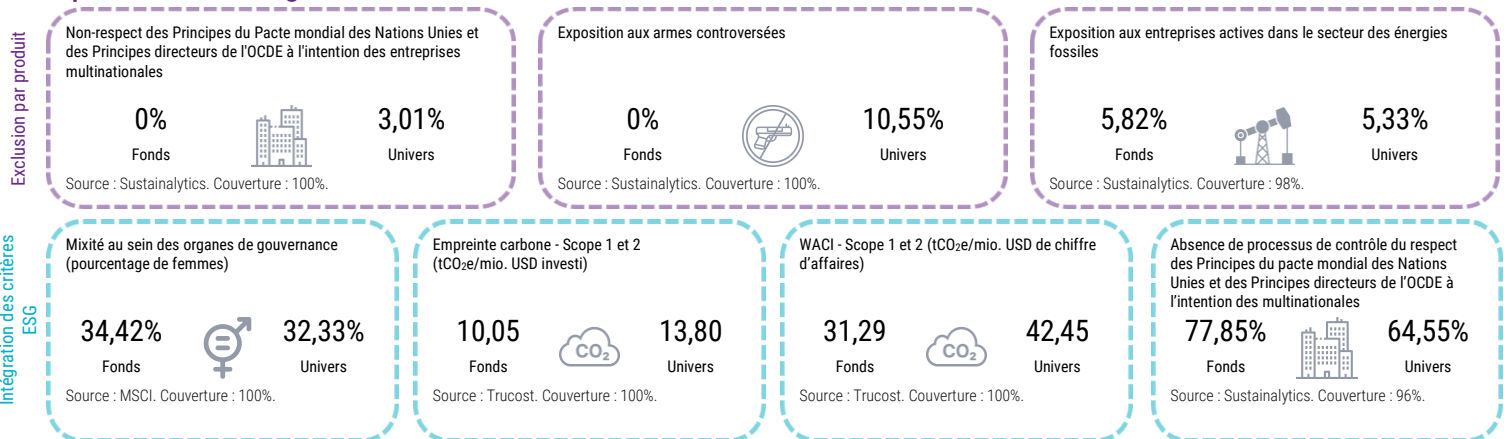 Exclusion par produit
Non-respect des Principes du Pacte mondial des Nations Unies et
des Principes directeurs de l'OCDE à l'intention des entreprises
multinationales
0%
Fonds
3,01%
Univers
Source : Sustainalytics. Couverture : 100%.
Exposition aux armes controversées
0%
Fonds
10,55%
Univers
Source : Sustainalytics. Couverture : 100%.
Exposition aux entreprises actives dans le secteur des énergies
fossiles
5,82%
Fonds
5,33%
Univers
Source : Sustainalytics. Couverture : 98%.
Intégration des critères
ESG
Mixité au sein des organes de gouvernance
(pourcentage de femmes)
34,42%
Fonds
32,33%
Univers
Source : MSCI. Couverture : 100%.
Empreinte carbone - Scope 1 et 2
(tCO₂e/mio. USD investi)
10,05
Fonds
CO₂
13,80
Univers
Source : Trucost. Couverture : 100%.
WACI - Scope 1 et 2 (tCO₂e/mio. USD de chiffre
d’affaires)
31,29
Fonds
CO₂
42,45
Univers
Source : Trucost. Couverture : 100%.
Absence de processus de contrôle du respect
des Principes du pacte mondial des Nations
Unies et des Principes directeurs de l’OCDE à
l’intention des multinationales
77,85%
Fonds
64,55%
Univers
Source : Sustainalytics. Couverture : 96%.